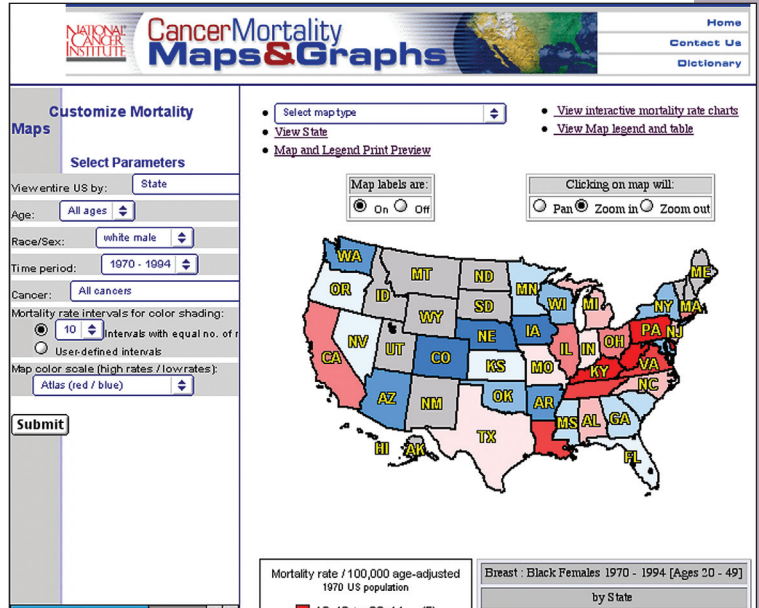 NATIONAL
CANCER
INSTITUTE
CancerMortality
Maps&Graphs
Home
Contact Us
Dictionary
Customize Mortality
Maps
Select Parameters
View entire US by: State
Age: All ages
Race/Sex: white male
Time period: 1970 - 1994
Cancer: All cancers
Mortality rate intervals for color shading:
10 Intervals with equal no. of
User-defined intervals
Map color scale (high rates / low rates):
Atlas (red / blue)
Submit
Select map type
View State
Map and Legend Print Preview
View interactive mortality rate charts
View Map legend and table
Map labels are:
On Off
Clicking on map will:
Pan Zoom in Zoom out
WA MT ND MN ME
OR ID SD WI MI NY MA
WY
NV UT CO NE IA IL IN OH PA NJ
CA KS MO KY VA
AZ NM OK AR NC
TX MS AL GA
HI AK FL
Mortality rate / 100,000 age-adjusted
1970 US population
Breast : Black Females 1970 - 1994 [Ages 20 - 49]
by State